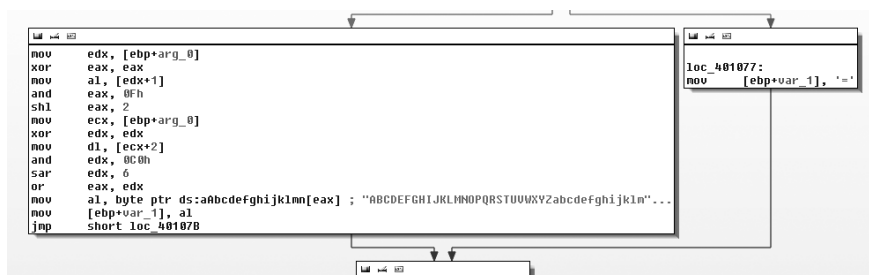 mov     edx, [ebp+arg_0]
xor     eax, eax
mov     al, [edx+1]
and     eax, 0Fh
shl     eax, 2
mov     ecx, [ebp+arg_0]
xor     edx, edx
mov     dl, [ecx+2]
and     edx, 0C0h
sar     edx, 6
or      eax, edx
mov     al, byte ptr ds:aAbcdefghijklmn[eax] ; "ABCDEFGHIJKLMNOPQRSTUVWXYZabcdefghijklm"...
mov     [ebp+var_1], al
jmp     short loc_40107B
loc_401077:
mov     [ebp+var_1], '='